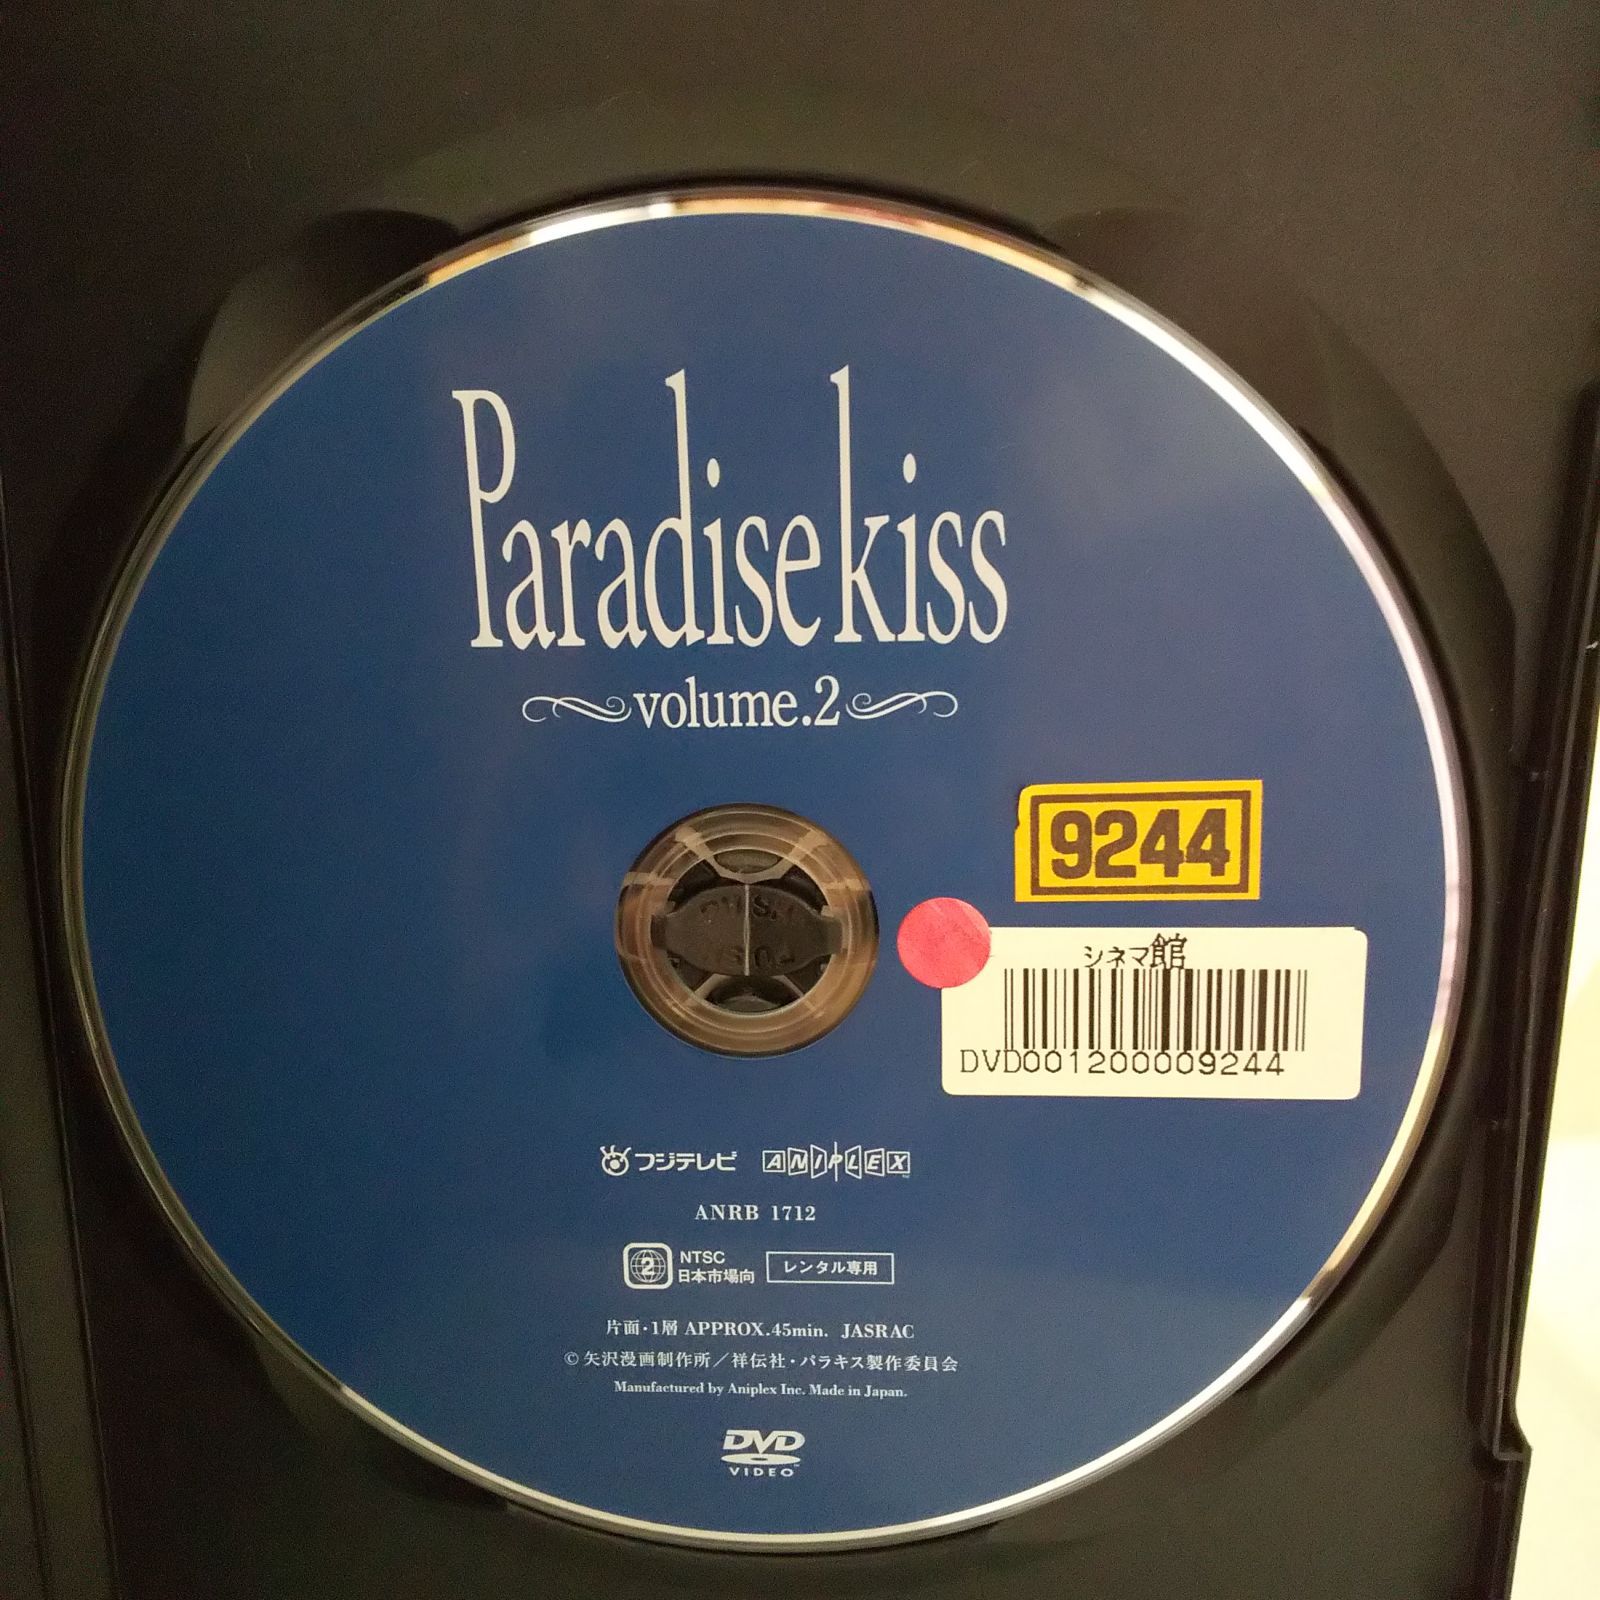 Paradise kiss
volume.2
9244
シネマ館
DVD001200009244
PUSH
フジテレビ ANIPLEX
ANRB 1712
2 NTSC
日本市場向 レンタル専用
片面・1層 APPROX.45min. JASRAC
© 矢沢漫画制作所／祥伝社・パラキス製作委員会
Manufactured by Aniplex Inc. Made in Japan.
DVD
VIDEO